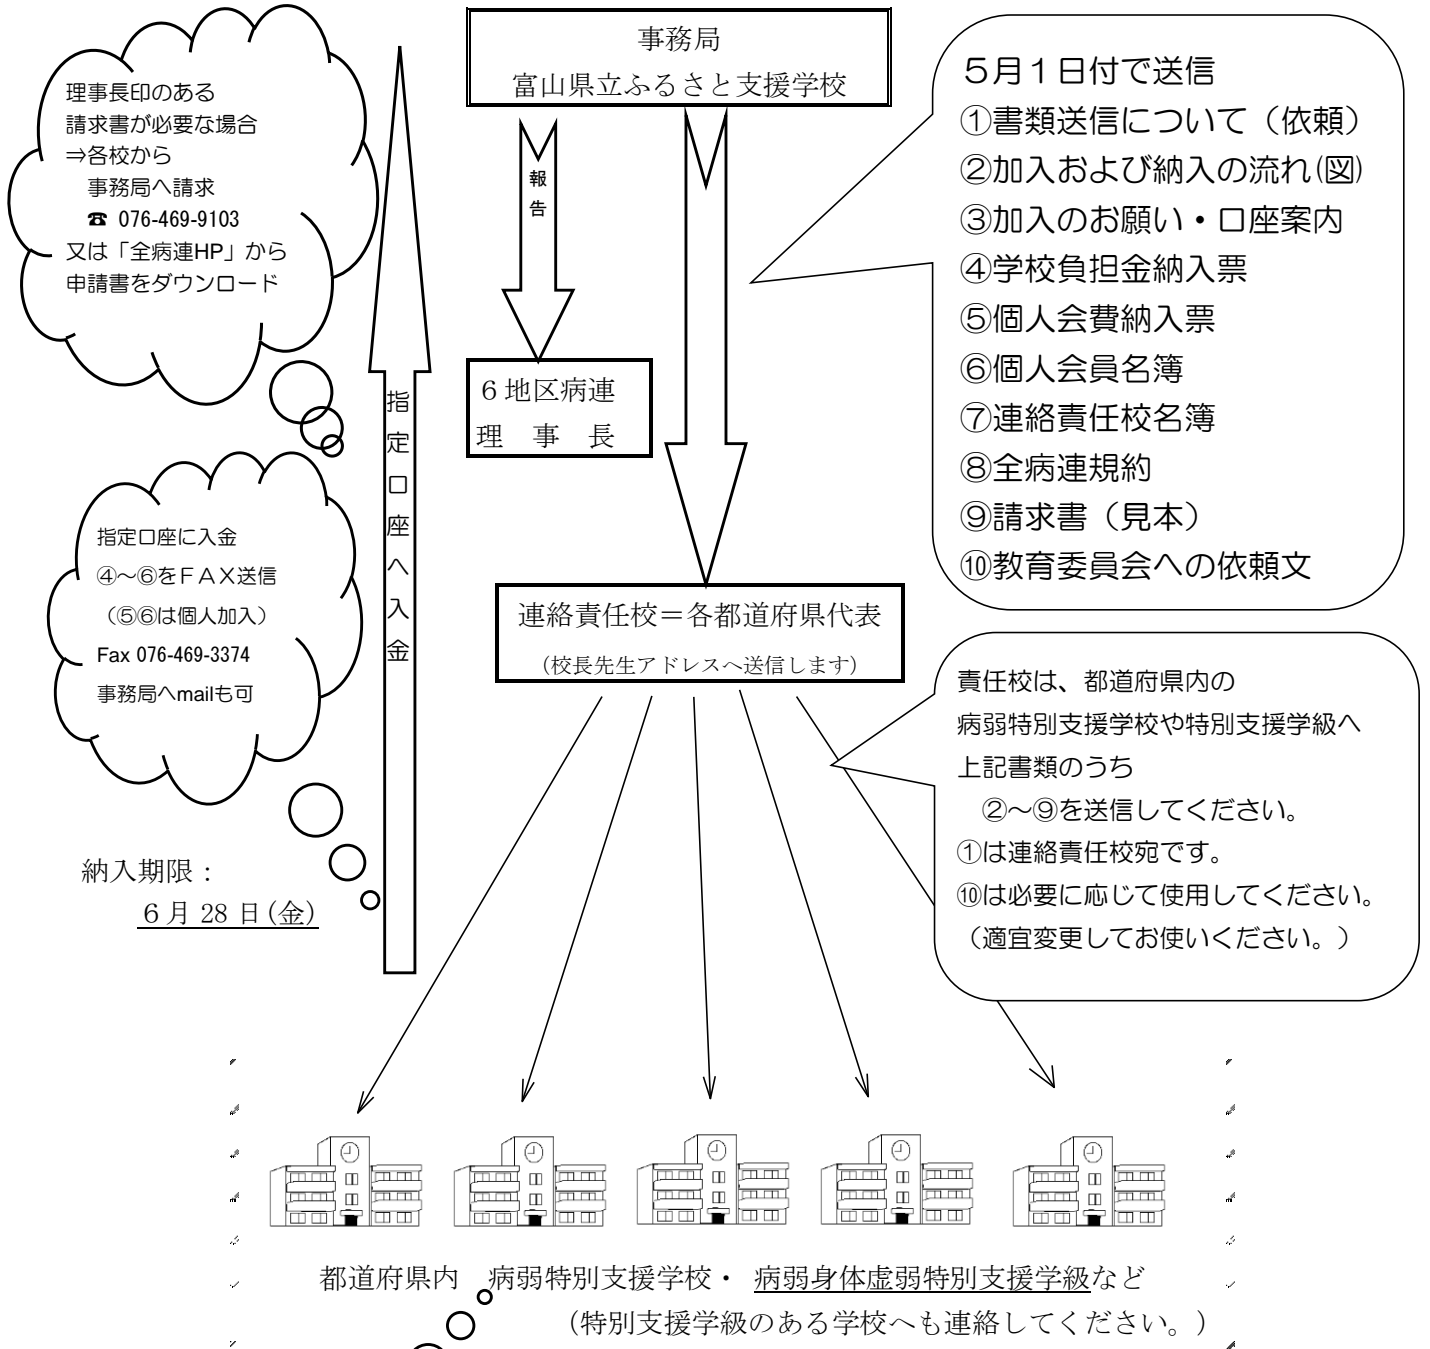 事務局
富山県立ふるさと支援学校
理事長印のある
請求書が必要な場合
⇒各校から
事務局へ請求
☎ 076-469-9103
又は「全病連HP」から
申請書をダウンロード
報告
5月1日付で送信
①書類送信について（依頼）
②加入および納入の流れ(図)
③加入のお願い・口座案内
④学校負担金納入票
⑤個人会費納入票
⑥個人会員名簿
⑦連絡責任校名簿
⑧全病連規約
⑨請求書（見本）
⑩教育委員会への依頼文
6地区病連
理　事　長
指定口座へ入金
指定口座に入金
④～⑥をＦＡＸ送信
（⑤⑥は個人加入）
Fax 076-469-3374
事務局へmailも可
連絡責任校＝各都道府県代表
（校長先生アドレスへ送信します）
責任校は、都道府県内の
病弱特別支援学校や特別支援学級へ
上記書類のうち
②～⑨を送信してください。
①は連絡責任校宛です。
⑩は必要に応じて使用してください。
（適宜変更してお使いください。）
納入期限：
6月 28 日(金)
都道府県内　病弱特別支援学校・ 病弱身体虚弱特別支援学級など
（特別支援学級のある学校へも連絡してください。）